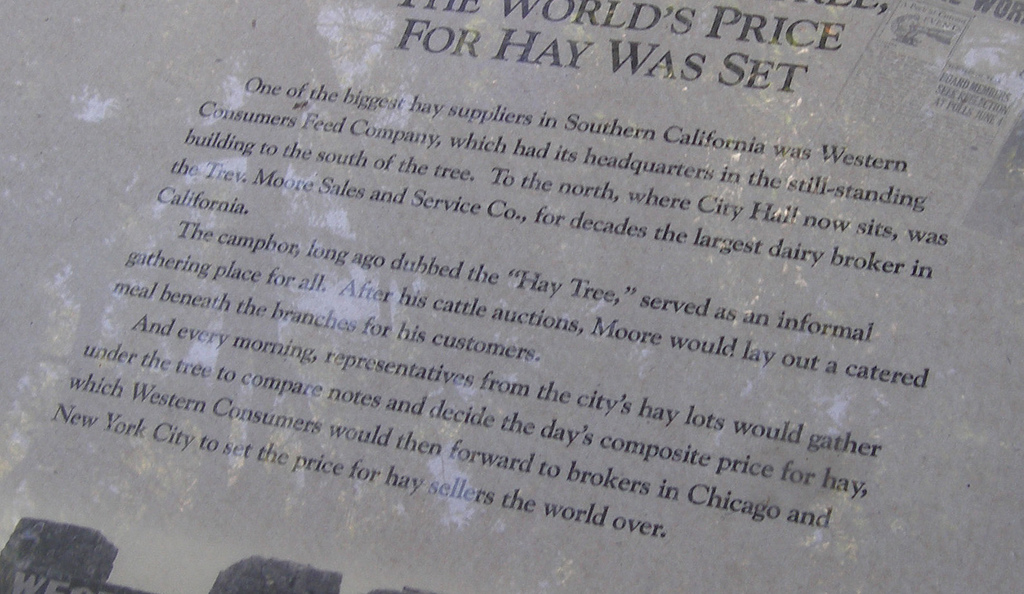 THE WORLD'S PRICE
FOR HAY WAS SET
One of the biggest hay suppliers in Southern California was Western
Consumers Feed Company, which had its headquarters in the still-standing
building to the south of the tree. To the north, where City Hall now sits, was
the Trev. Moore Sales and Service Co., for decades the largest dairy broker in
California.
The camphor, long ago dubbed the "Hay Tree," served as an informal
gathering place for all. After his cattle auctions, Moore would lay out a catered
meal beneath the branches for his customers.
And every morning, representatives from the city's hay lots would gather
under the tree to compare notes and decide the day's composite price for hay,
which Western Consumers would then forward to brokers in Chicago and
New York City to set the price for hay sellers the world over.
EVENT
BOARD MEMBERS
SEEK
AT POLLS JUNE